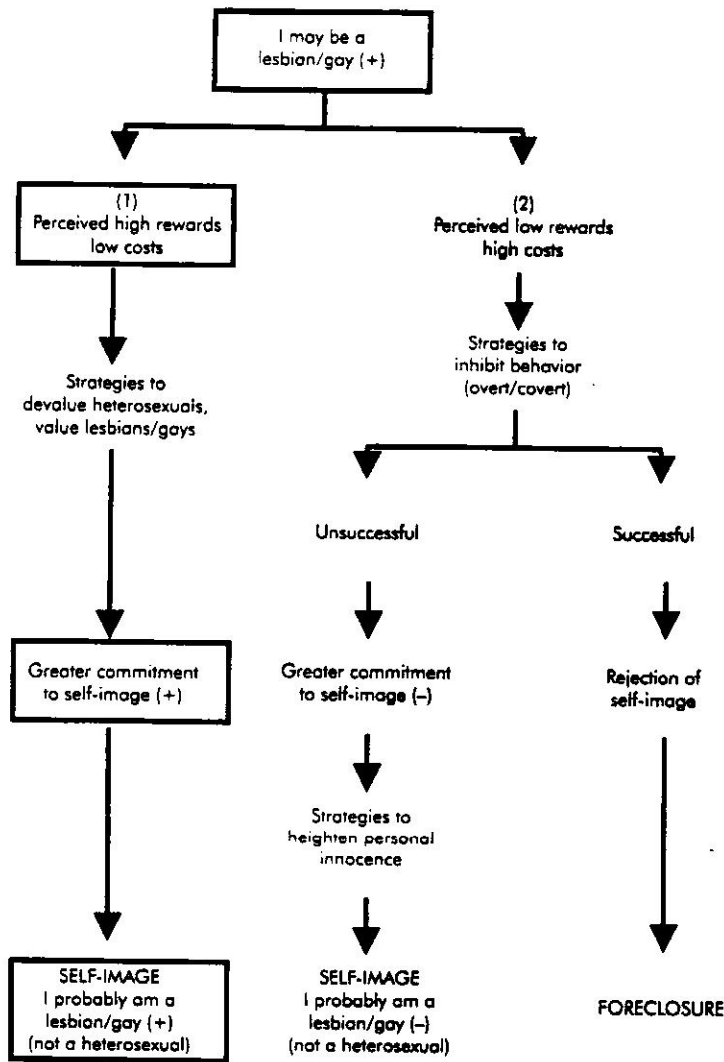 I may be a
lesbian/gay (+)
(1)
Perceived high rewards
low costs
(2)
Perceived low rewards
high costs
Strategies to
devalue heterosexuals,
value lesbians/gays
Strategies to
inhibit behavior
(overt/covert)
Unsuccessful
Successful
Greater commitment
to self-image (+)
Greater commitment
to self-image (–)
Rejection of
self-image
Strategies to
heighten personal
innocence
SELF-IMAGE
I probably am a
lesbian/gay (+)
(not a heterosexual)
SELF-IMAGE
I probably am a
lesbian/gay (–)
(not a heterosexual)
FORECLOSURE